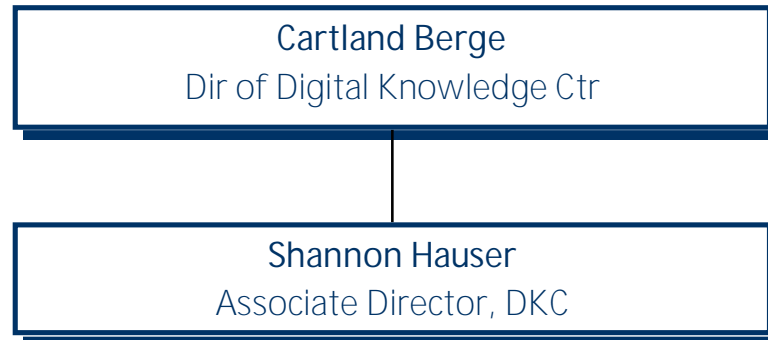 Cartland Berge
Dir of Digital Knowledge Ctr
Shannon Hauser
Associate Director, DKC